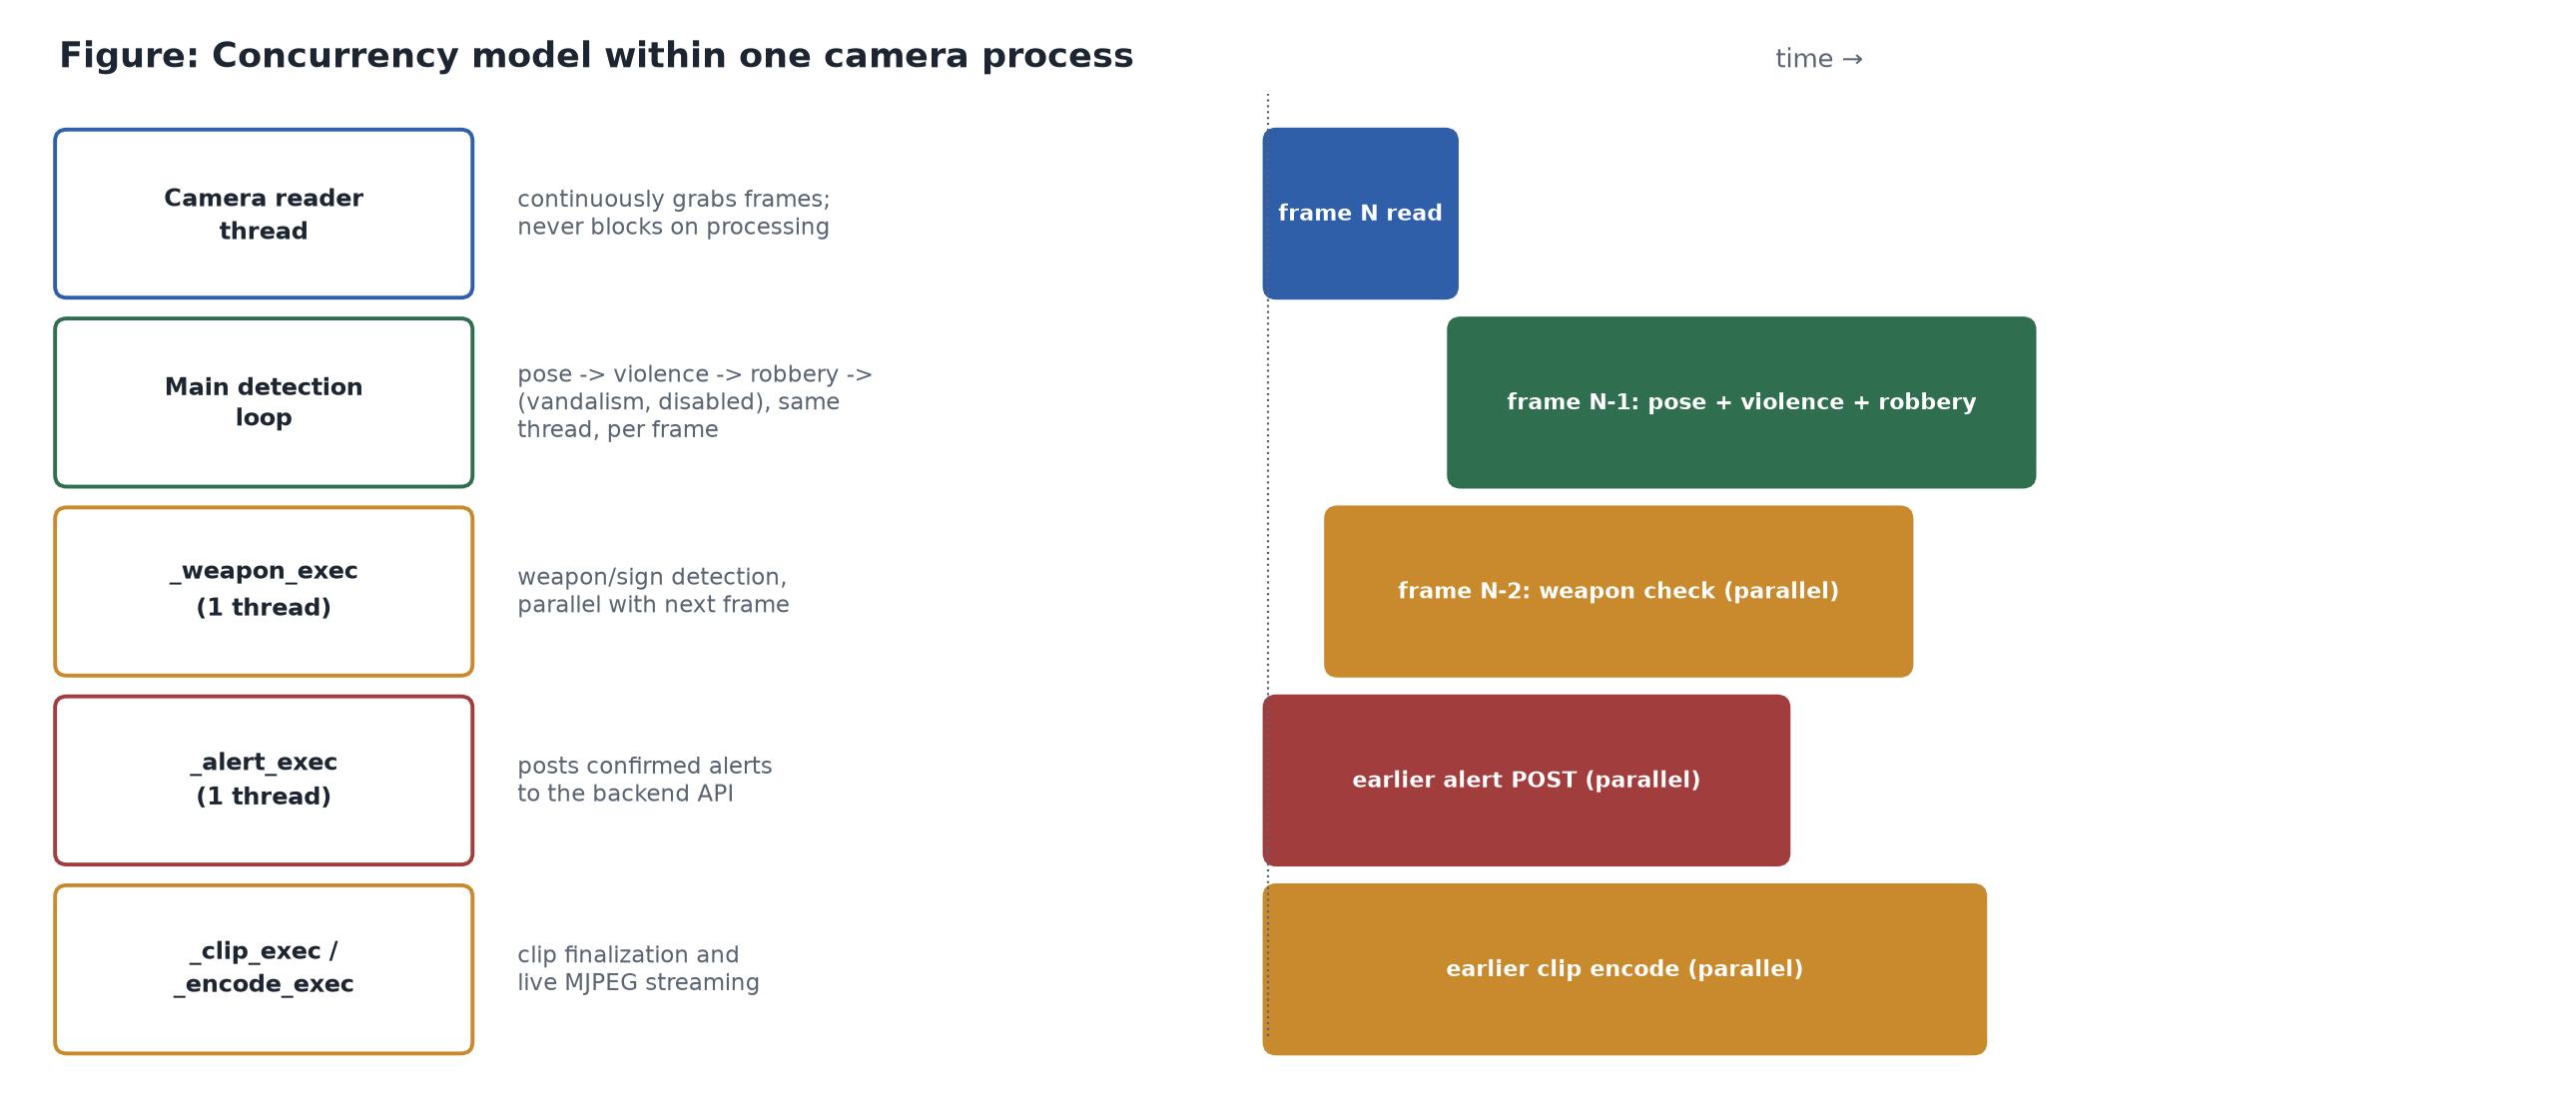 Figure: Concurrency model within one camera process
time →
Camera reader
thread
continuously grabs frames;
never blocks on processing
frame N read
Main detection
loop
pose -> violence -> robbery ->
(vandalism, disabled), same
thread, per frame
frame N-1: pose + violence + robbery
_weapon_exec
(1 thread)
weapon/sign detection,
parallel with next frame
frame N-2: weapon check (parallel)
_alert_exec
(1 thread)
posts confirmed alerts
to the backend API
earlier alert POST (parallel)
_clip_exec /
_encode_exec
clip finalization and
live MJPEG streaming
earlier clip encode (parallel)